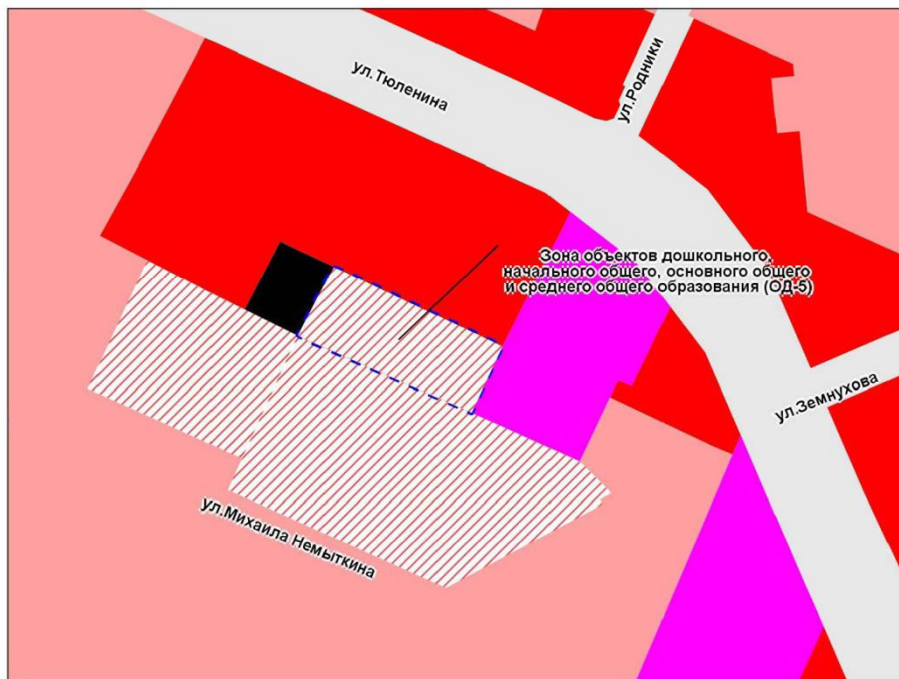 ул.Тюленина
ул.Родники
Зона объектов дошкольного,
начального общего, основного общего
и среднего общего образования (ОД-5)
ул.Земнухова
ул.Михаила Немыткина